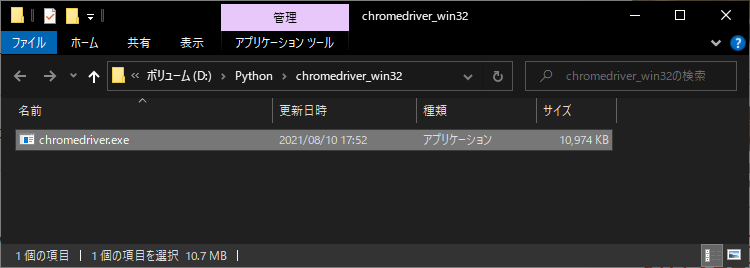 管理 chromedriver_win32
ファイル ホーム 共有 表示 アプリケーション ツール
ボリューム (D:) Python chromedriver_win32 chromedriver_win32の検索
名前 更新日時 種類 サイズ
chromedriver.exe 2021/08/10 17:52 アプリケーション 10,974 KB
1 個の項目 1 個の項目を選択 10.7 MB